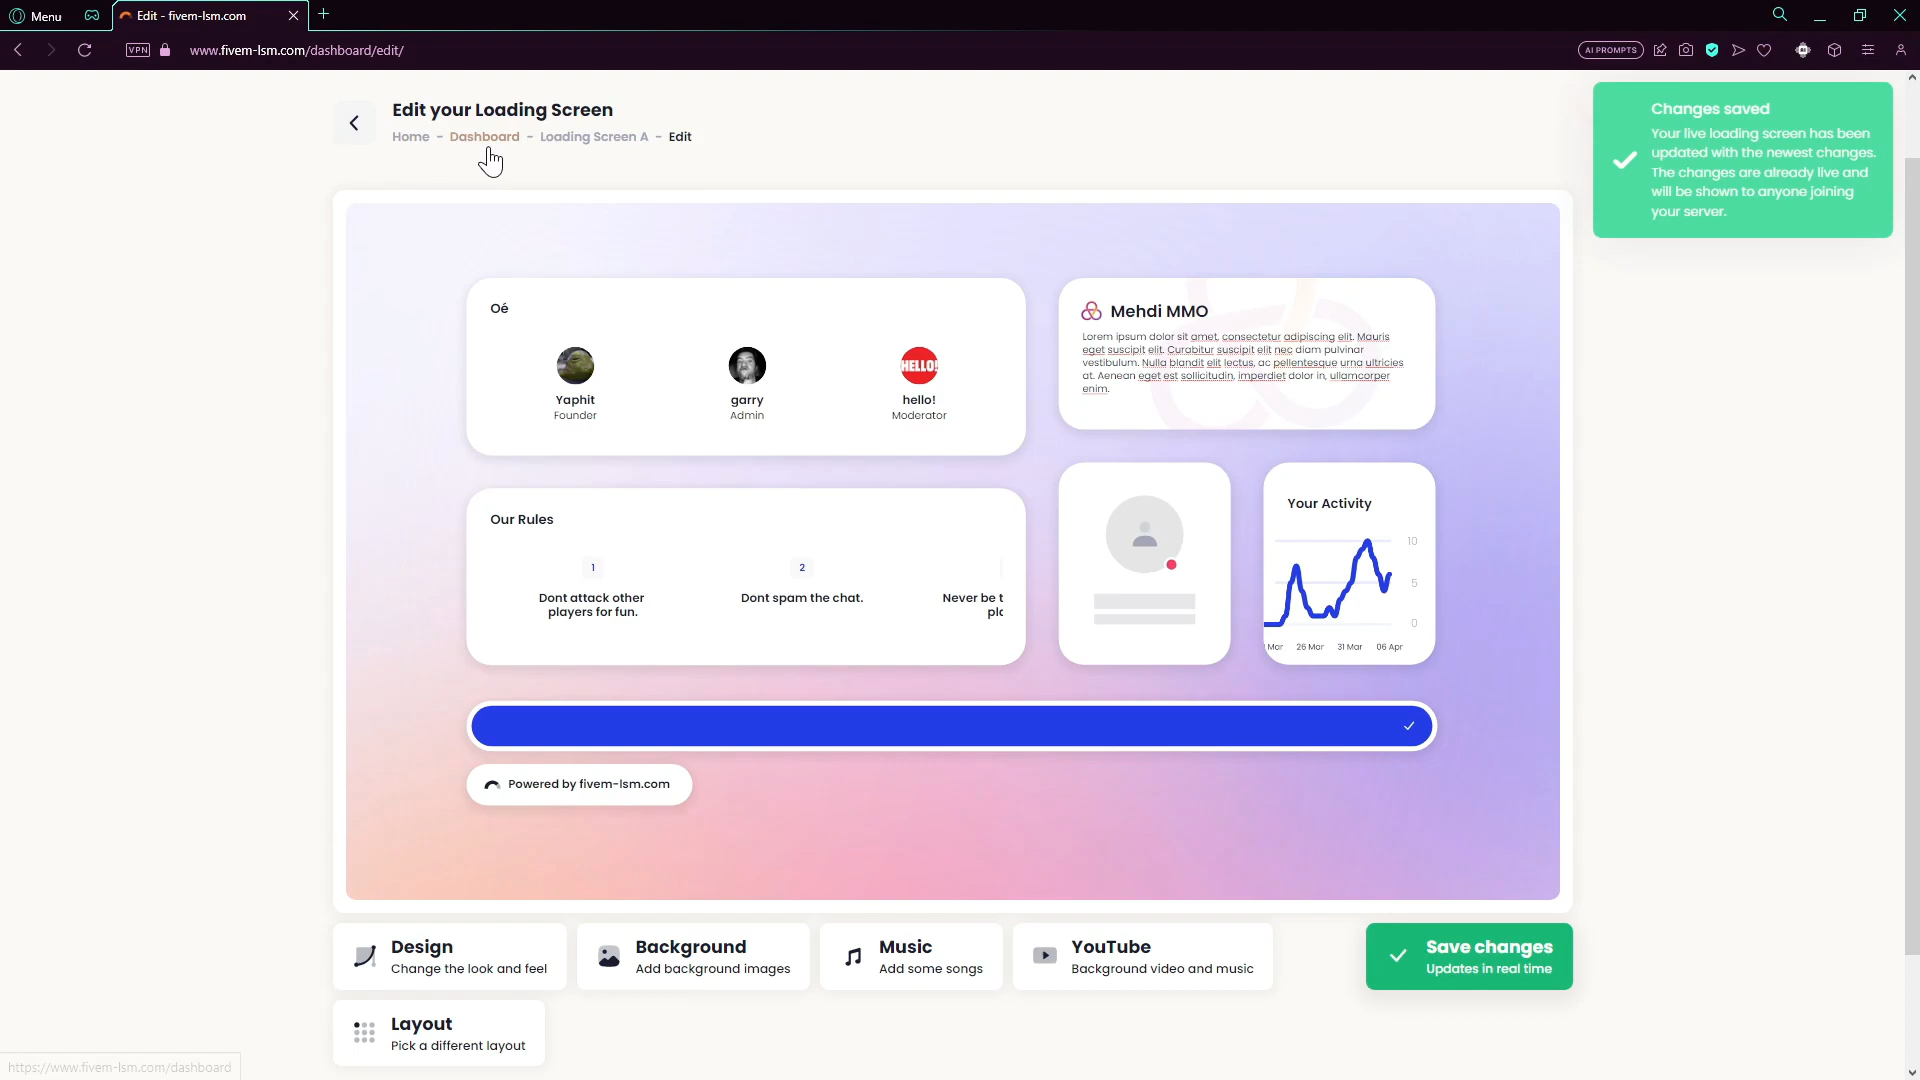 Menu
Edit - fivem-lsm.com
VPN
www.fivem-lsm.com/dashboard/edit/
AI PROMPTS
Edit your Loading Screen
Home - Dashboard - Loading Screen A - Edit
Changes saved
Your live loading screen has been
updated with the newest changes.
The changes are already live and
will be shown to anyone joining
your server.
Oé
HELLO!
Yaphit
Founder
garry
Admin
hello!
Moderator
Mehdi MMO
Lorem ipsum dolor sit amet, consectetur adipiscing elit. Mauris
eget suscipit elit. Curabitur suscipit elit nec diam pulvinar
vestibulum. Nulla blandit elit lectus, ac pellentesque urna ultricies
at. Aenean eget est sollicitudin, imperdiet dolor in, ullamcorper
enim.
Our Rules
1
Dont attack other
players for fun.
2
Dont spam the chat.
Never be t
pla
Your Activity
10
5
0
Mar 26 Mar 31 Mar 06 Apr
Powered by fivem-lsm.com
Design
Change the look and feel
Background
Add background images
Music
Add some songs
YouTube
Background video and music
Save changes
Updates in real time
Layout
Pick a different layout
https://www.fivem-lsm.com/dashboard